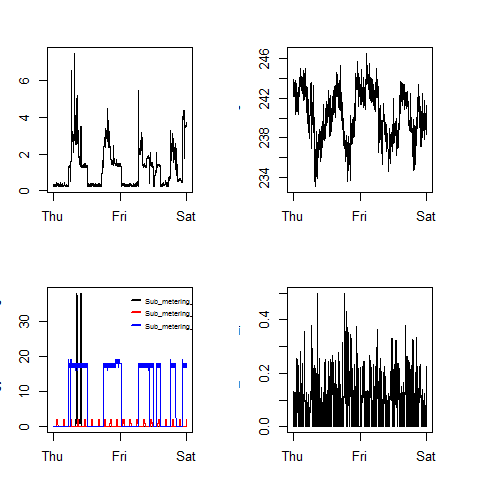 6
4
2
0
Thu Fri Sat
246
242
238
234
Thu Fri Sat
30
20
10
0
Sub_metering_
Sub_metering_
Sub_metering_
Thu Fri Sat
0.4
0.2
0.0
Thu Fri Sat